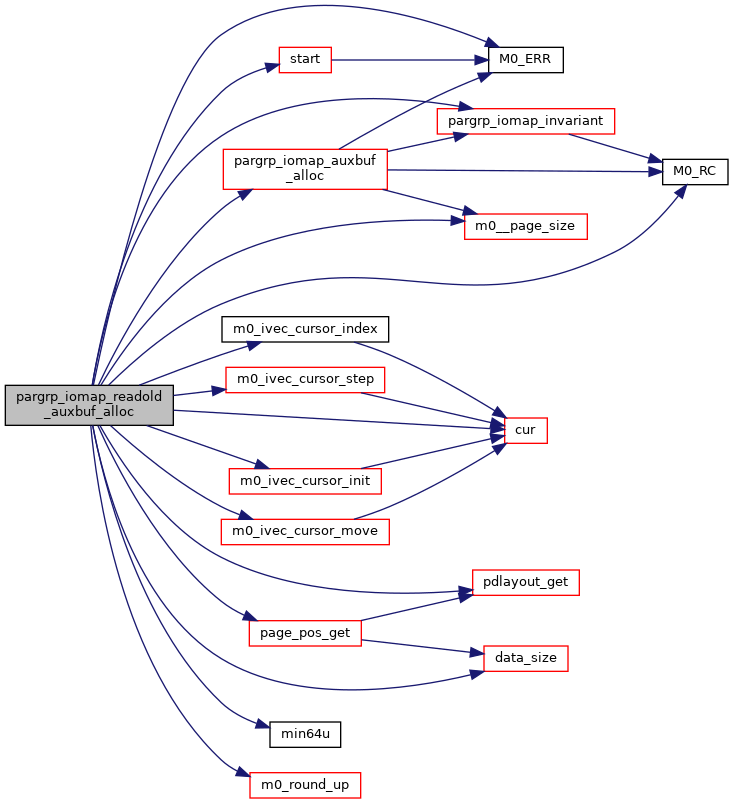 start
M0_ERR
pargrp_iomap_invariant
pargrp_iomap_auxbuf
_alloc
M0_RC
m0__page_size
m0_ivec_cursor_index
m0_ivec_cursor_step
pargrp_iomap_readold
_auxbuf_alloc
cur
m0_ivec_cursor_init
m0_ivec_cursor_move
pdlayout_get
page_pos_get
data_size
min64u
m0_round_up